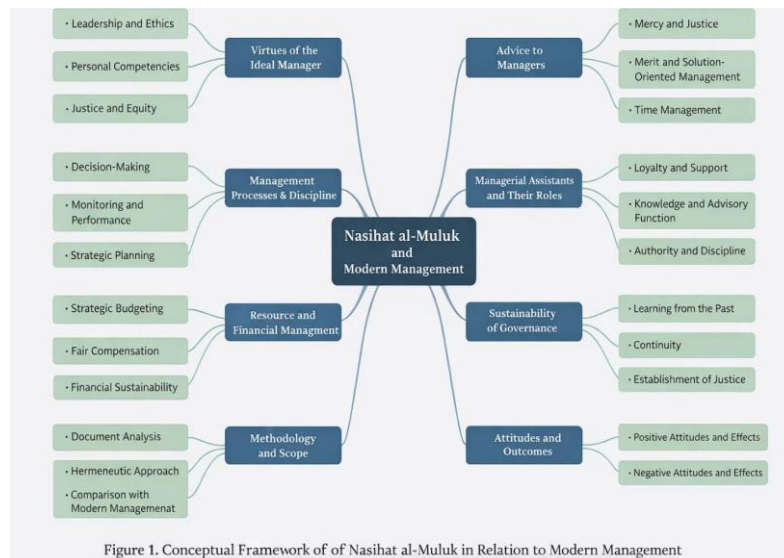 • Leadership and Ethics
• Personal Competencies
• Justice and Equity
Virtues of the
Ideal Manager
• Decision-Making
• Monitoring and
Performance
• Strategic Planning
Management
Processes & Discipline
• Strategic Budgeting
• Fair Compensation
• Financial Sustainability
Resource and
Financial Managment
• Document Analysis
• Hermeneutic Approach
• Comparison with
Modern Managemenat
Methodology
and Scope
Nasihat al-Muluk
and
Modern Management
Advice to
Managers
• Mercy and Justice
• Merit and Solution-
Oriented Management
• Time Management
Managerial Assistants
and Their Roles
• Loyalty and Support
• Knowledge and Advisory
Function
• Authority and Discipline
Sustainability
of Governance
• Learning from the Past
• Continuity
• Establishment of Justice
Attitudes and
Outcomes
• Positive Attitudes and Effects
• Negative Attitudes and Effects
Figure 1. Conceptual Framework of of Nasihat al-Muluk in Relation to Modern Management